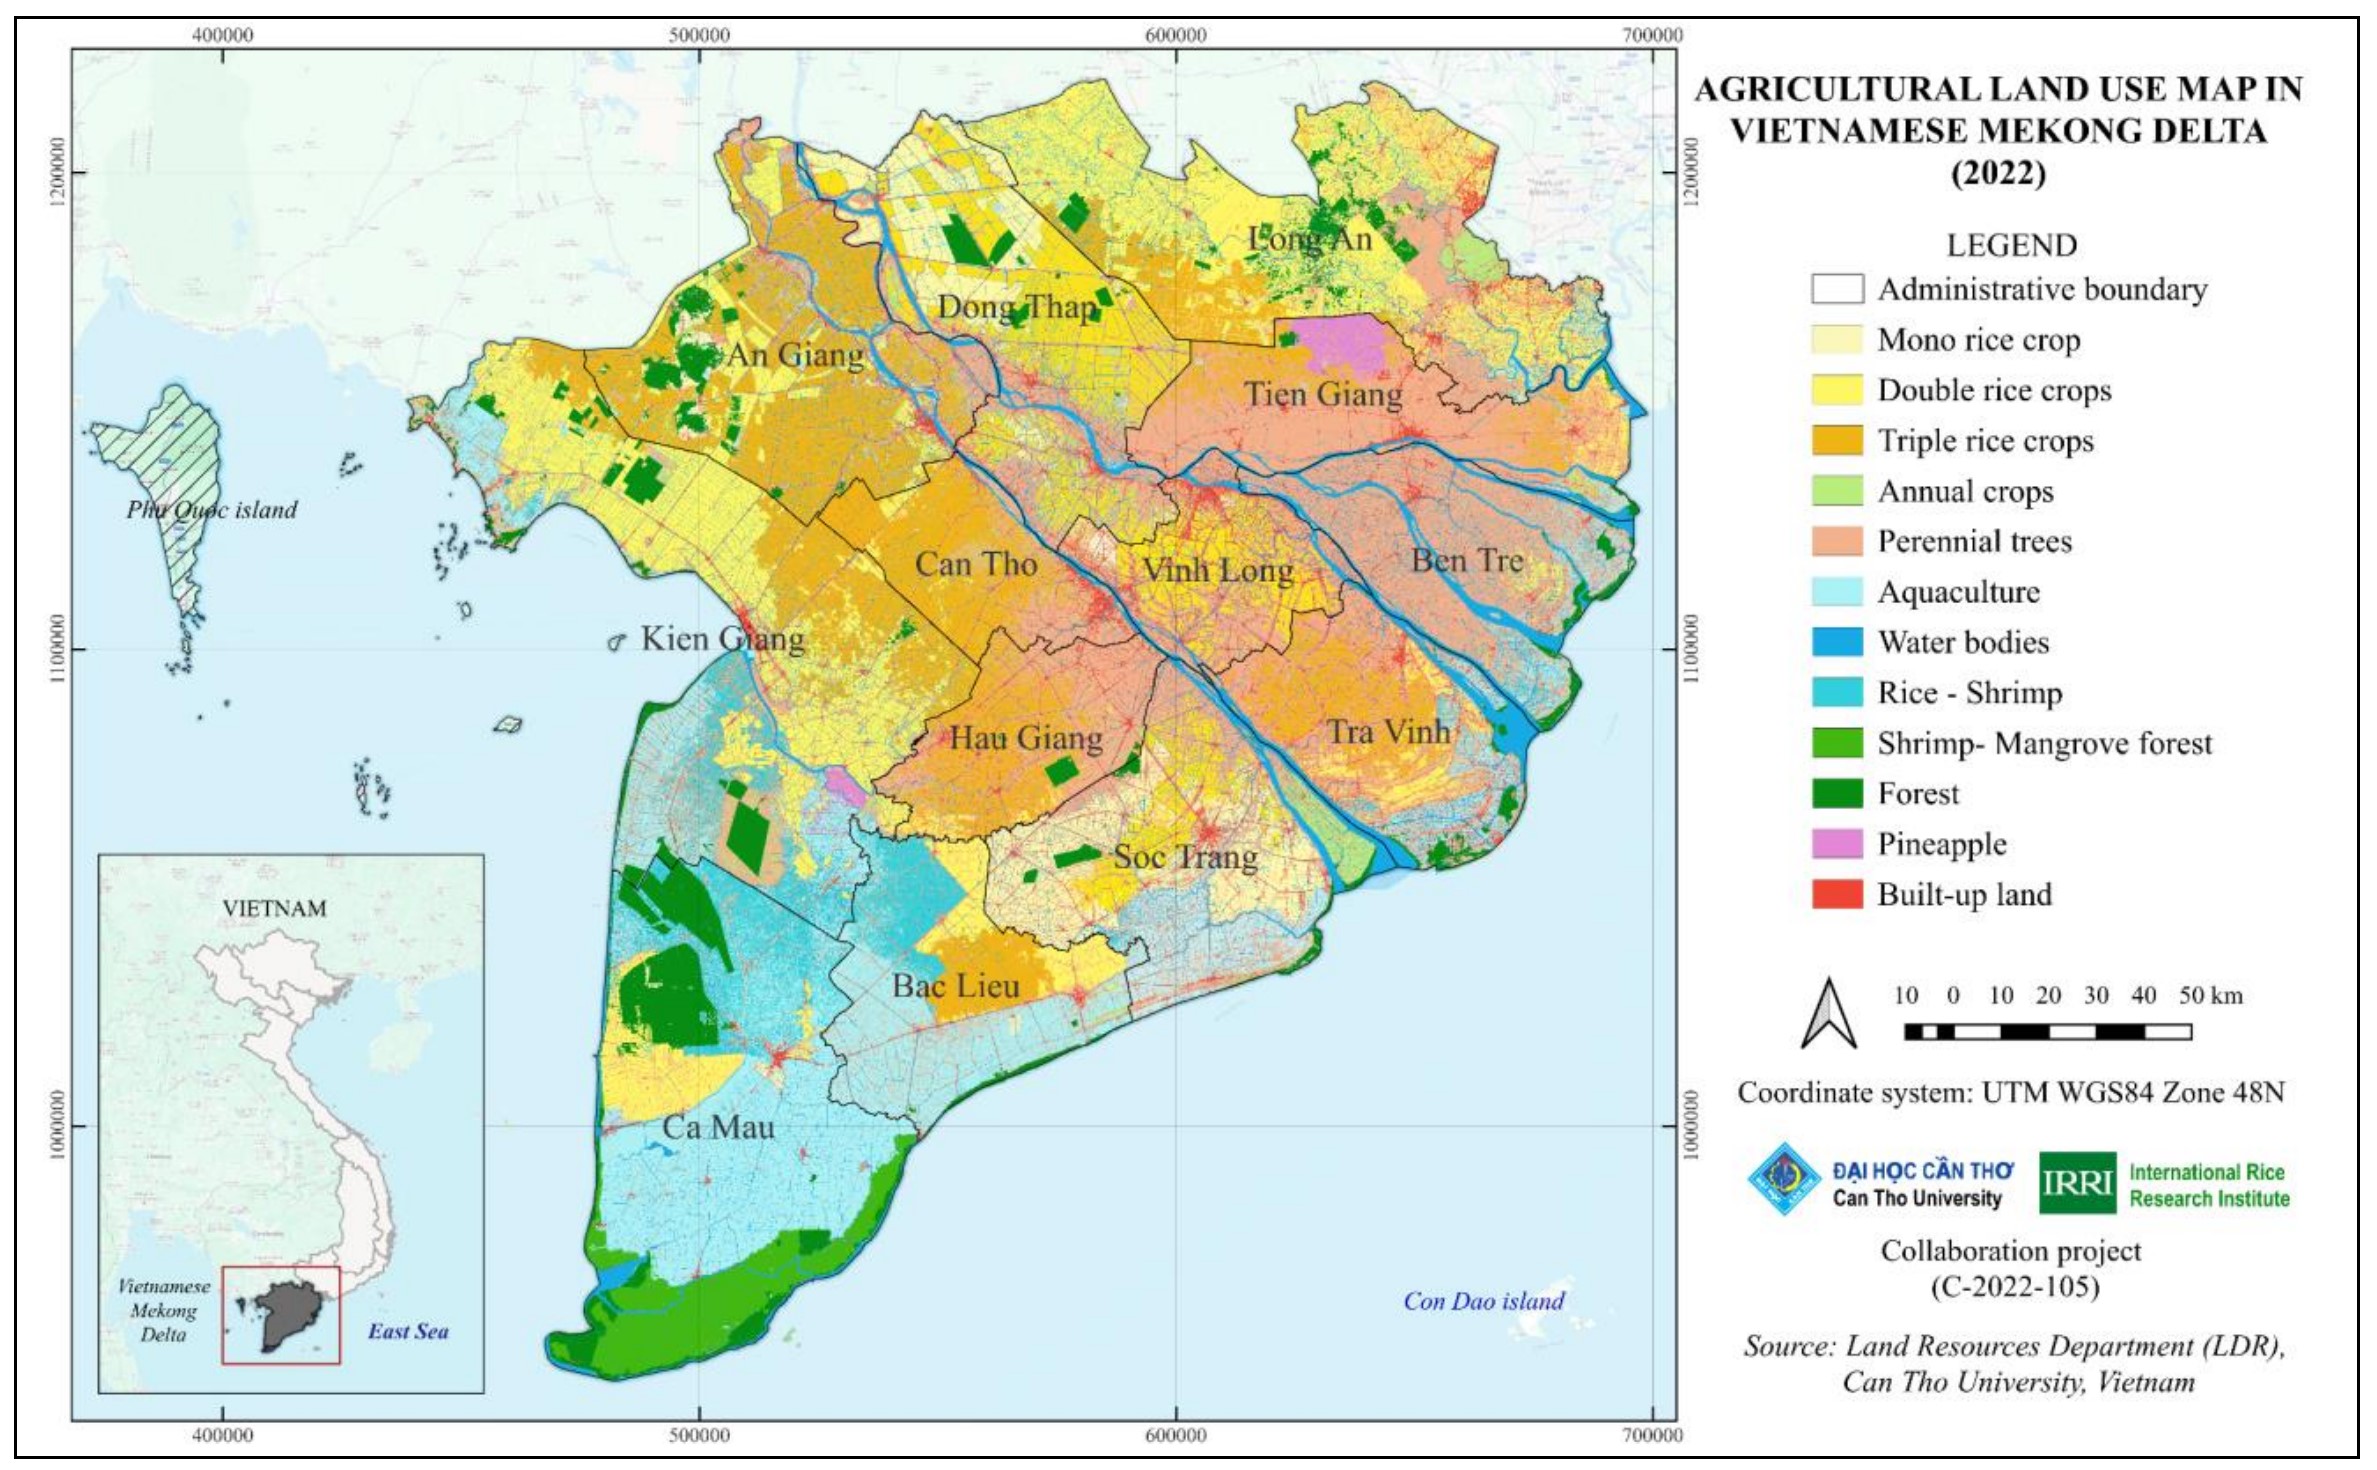 400000
500000
600000
700000
AGRICULTURAL LAND USE MAP IN
VIETNAMESE MEKONG DELTA
(2022)
1200000
1200000
LEGEND
Administrative boundary
Mono rice crop
Double rice crops
Triple rice crops
Annual crops
Perennial trees
Aquaculture
Water bodies
Rice - Shrimp
Shrimp- Mangrove forest
Forest
Pineapple
Built-up land
Long An
Dong Thap
An Giang
Tien Giang
Phu Quoc island
Can Tho
Vinh Long
Ben Tre
1100000
1100000
Kien Giang
Hau Giang
Tra Vinh
Soc Trang
Bac Lieu
Ca Mau
1000000
1000000
VIETNAM
Vietnamese
Mekong
Delta
East Sea
Con Dao island
10 0 10 20 30 40 50 km
Coordinate system: UTM WGS84 Zone 48N
ĐẠI HỌC CẦN THƠ
Can Tho University
IRRI
International Rice
Research Institute
Collaboration project
(C-2022-105)
Source: Land Resources Department (LDR),
Can Tho University, Vietnam
400000
500000
600000
700000